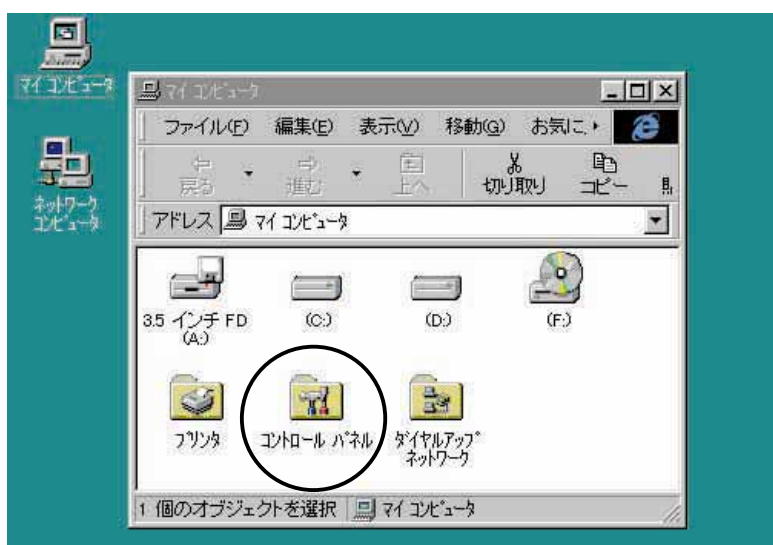 マイ コンピュータ
ネットワーク
コンピュータ
マイ コンピュータ
ファイル(F) 編集(E) 表示(V) 移動(G) お気に
戻る 進む 上へ 切り取り コピー
アドレス マイ コンピュータ
3.5 インチ FD
(A:)
(C:)
(D:)
(F:)
プリンタ
コントロール パネル
ダイヤルアップ
ネットワーク
1 個のオブジェクトを選択 マイ コンピュータ